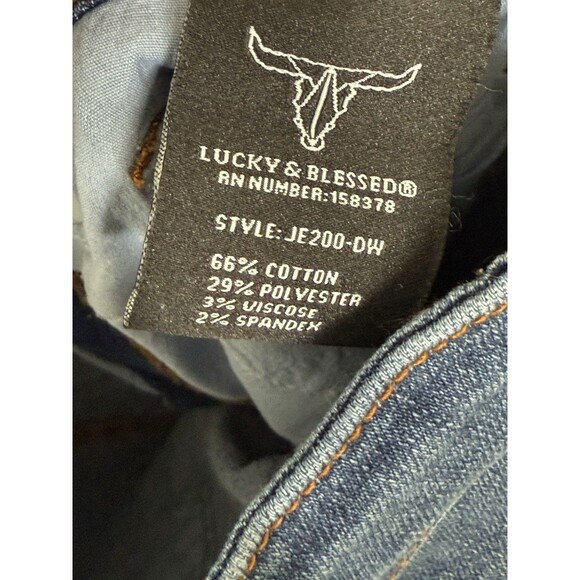 LUCKY & BLESSED®
RN NUMBER:158378
STYLE: JE200-DW
66% COTTON
29% POLYESTER
3% VISCOSE
2% SPANDEX